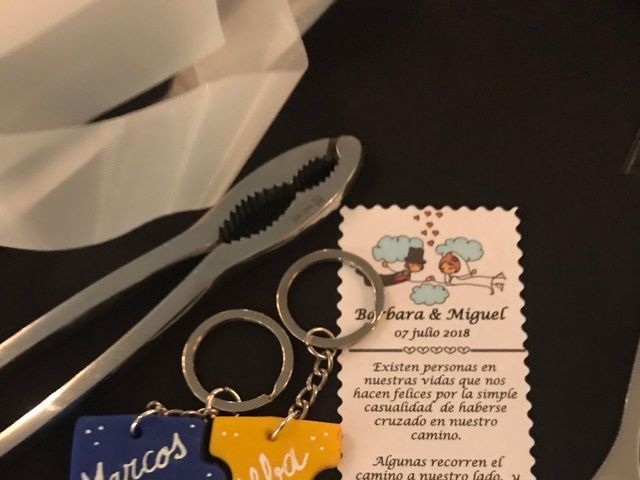 Barbara & Miguel
07 julio 2018
Existen personas en
nuestras vidas que nos
hacen felices por la simple
casualidad de haberse
cruzado en nuestro
camino.
Algunas recorren el
camino a nuestro lado, y
Marcos